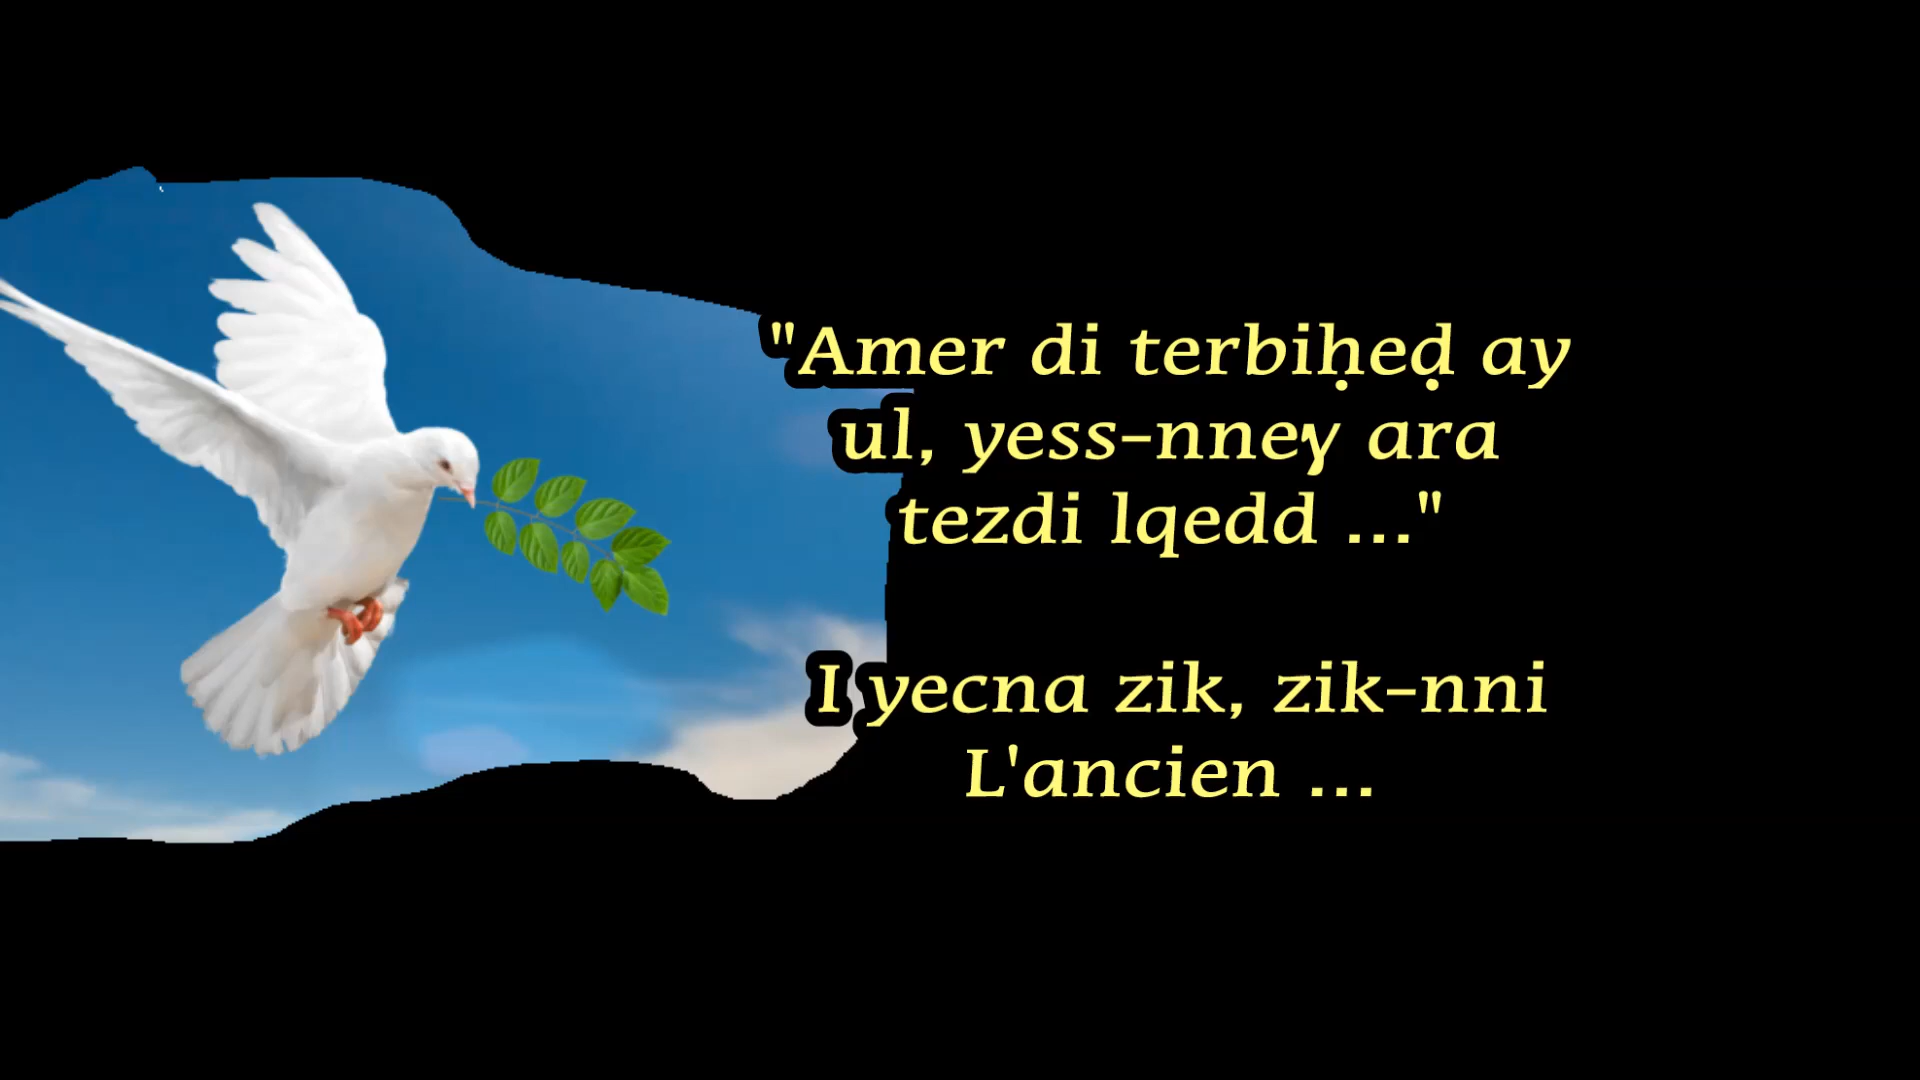 "Amer di terbiḥeḍ ay
ul, yess-nneɣ ara
tezdi lqedd ..."
I yecna zik, zik-nni
L'ancien ...